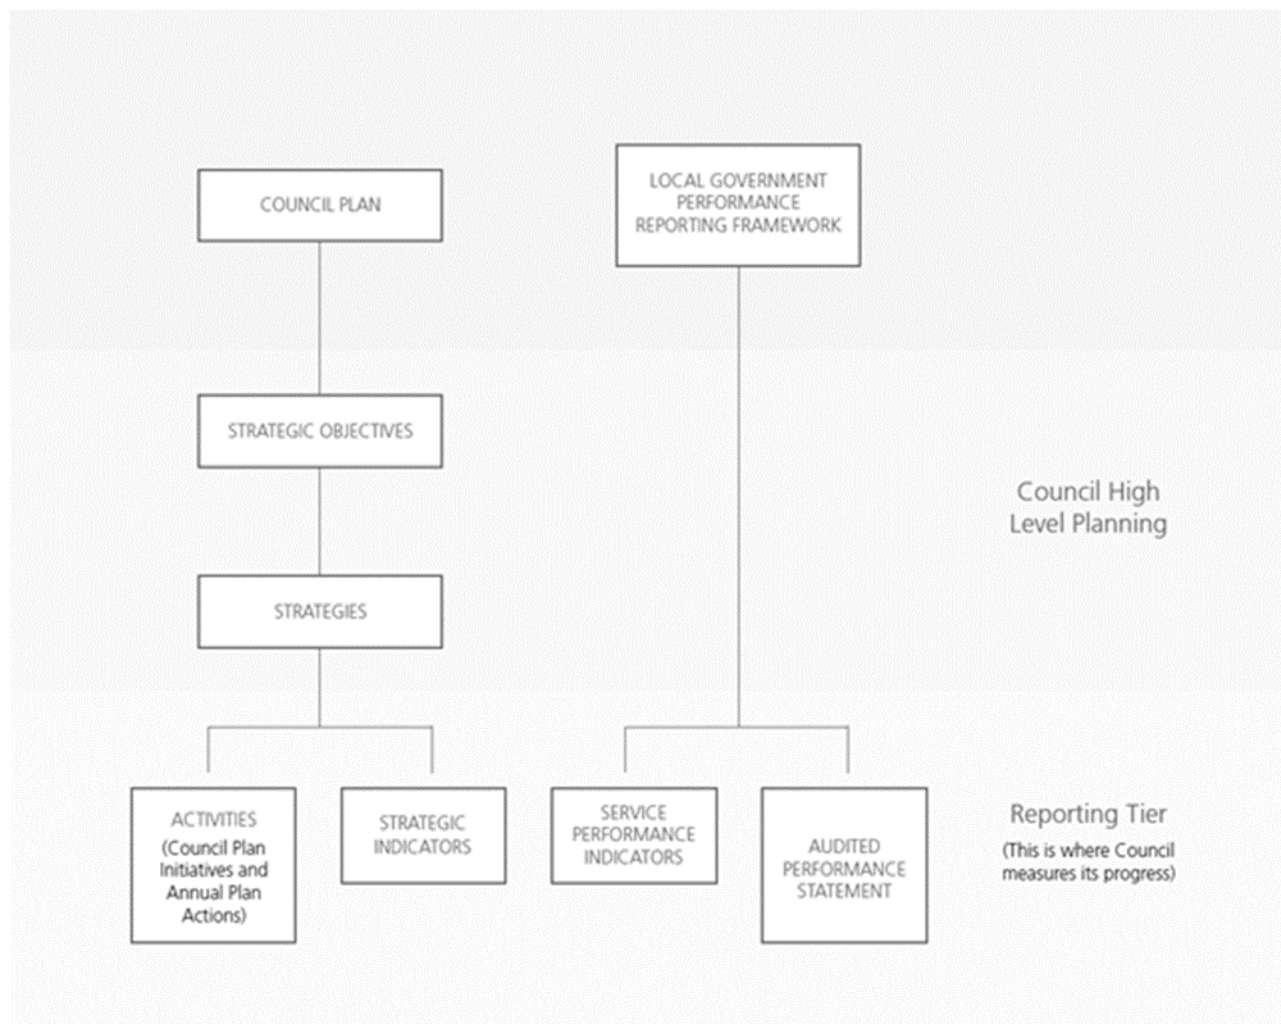 COUNCIL PLAN
LOCAL GOVERNMENT
PERFORMANCE
REPORTING FRAMEWORK
STRATEGIC OBJECTIVES
Council High
Level Planning
STRATEGIES
ACTIVITIES
(Council Plan
Initiatives and
Annual Plan
Actions)
STRATEGIC
INDICATORS
SERVICE
PERFORMANCE
INDICATORS
AUDITED
PERFORMANCE
STATEMENT
Reporting Tier
(This is where Council
measures its progress)